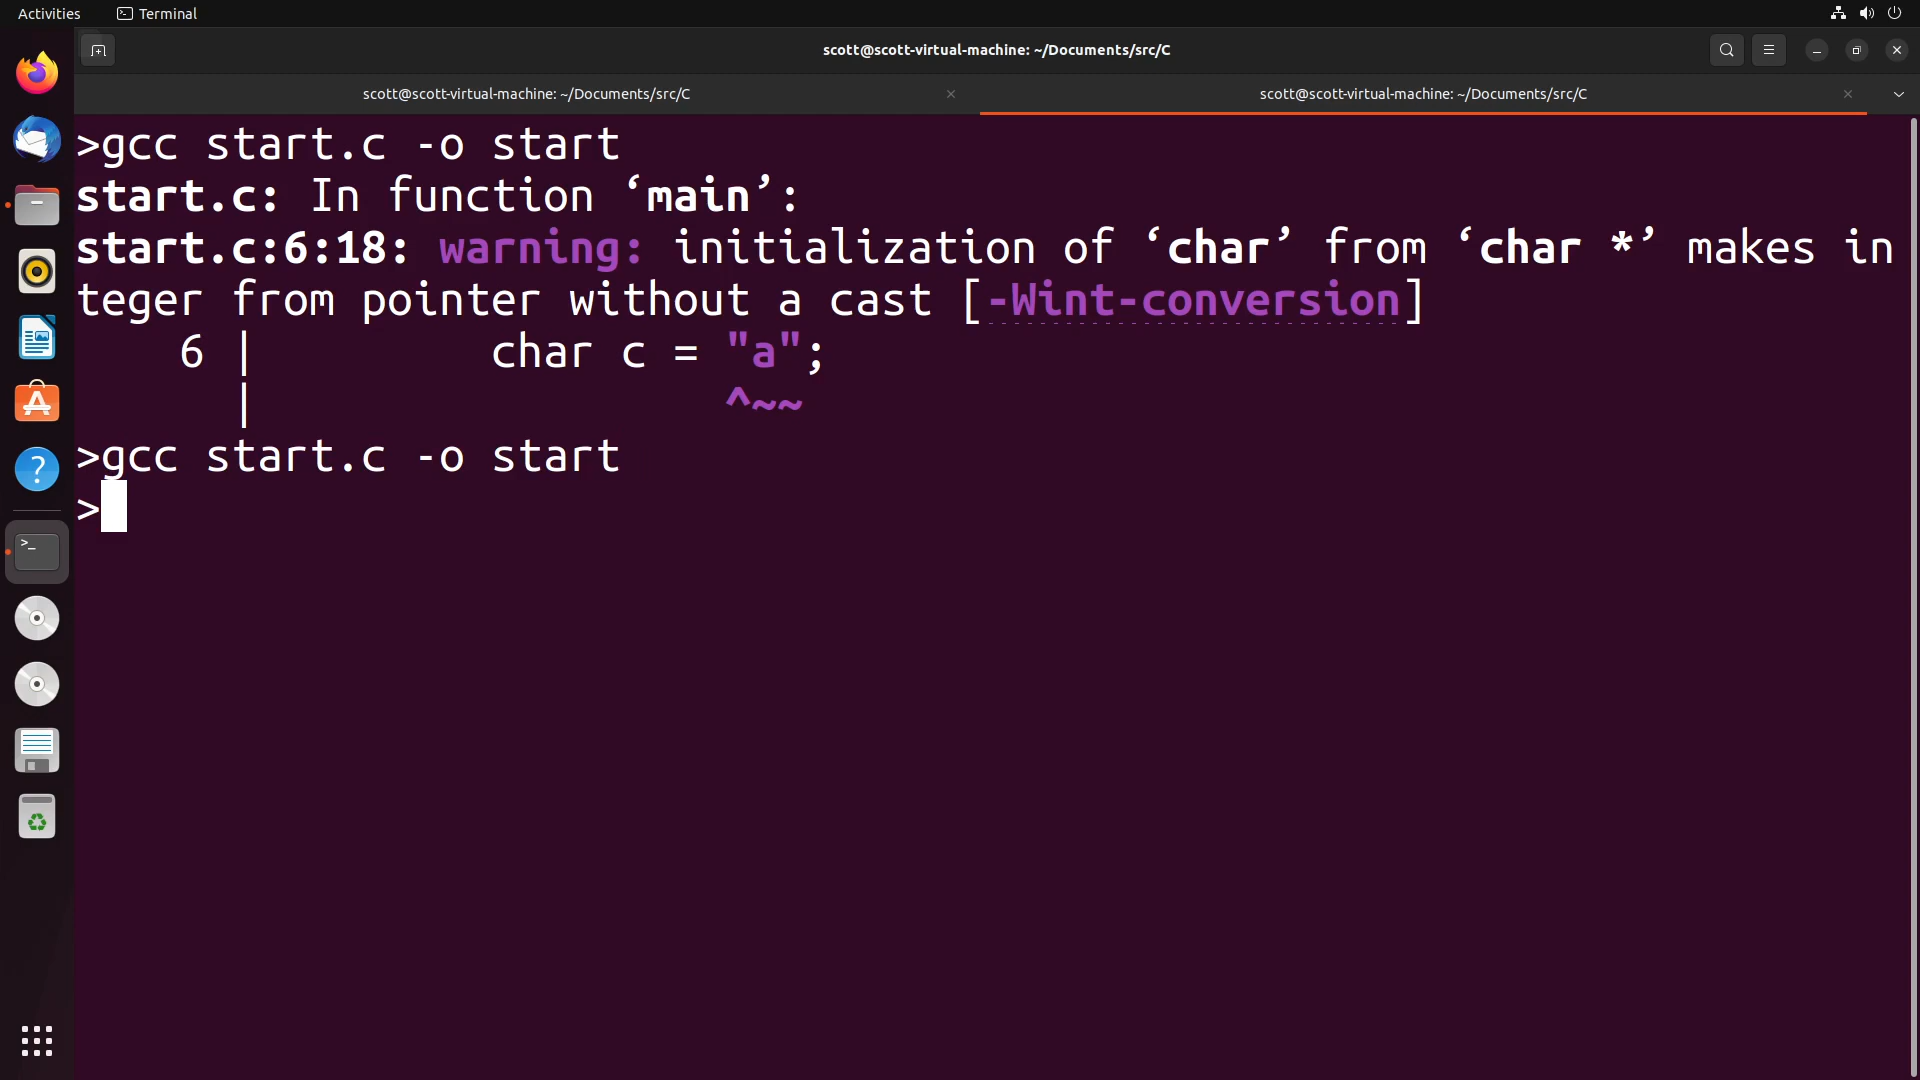 Activities
Terminal
scott@scott-virtual-machine: ~/Documents/src/C
scott@scott-virtual-machine: ~/Documents/src/C
scott@scott-virtual-machine: ~/Documents/src/C
>gcc start.c -o start
start.c: In function ‘main’:
start.c:6:18: warning: initialization of ‘char’ from ‘char *’ makes in
teger from pointer without a cast [-Wint-conversion]
6 | char c = "a";
| ^~~
>gcc start.c -o start
>